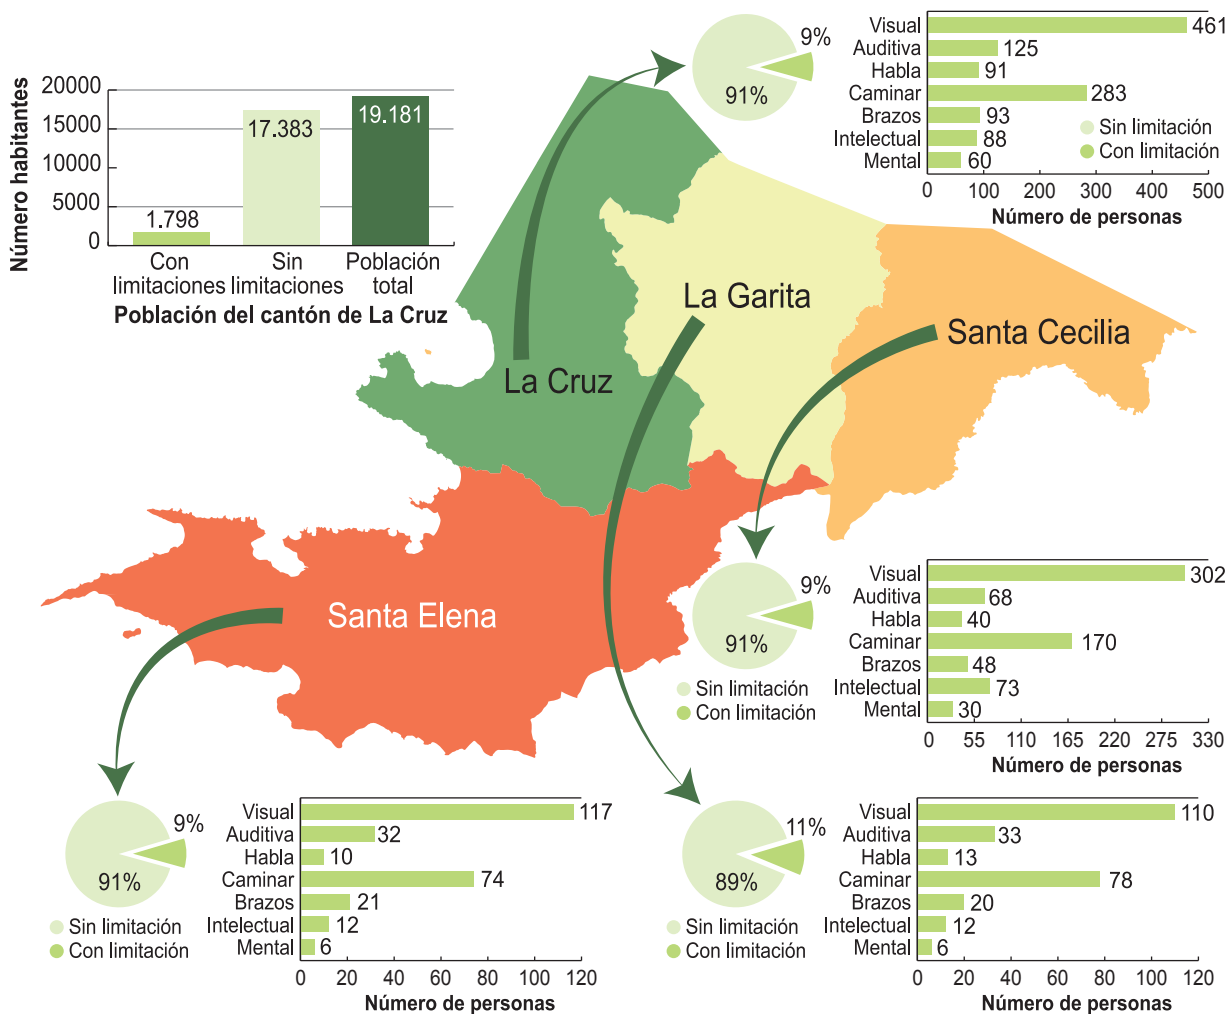 Número habitantes
20000
15000
10000
5000
0
1.798
17.383
19.181
Con limitaciones
Sin limitaciones
Población total
Población del cantón de La Cruz
9%
91%
Visual 461
Auditiva 125
Habla 91
Caminar 283
Brazos 93
Intelectual 88
Mental 60
Sin limitación
Con limitación
0 100 200 300 400 500
Número de personas
La Cruz
La Garita
Santa Cecilia
Santa Elena
9%
91%
Sin limitación
Con limitación
Visual 302
Auditiva 68
Habla 40
Caminar 170
Brazos 48
Intelectual 73
Mental 30
0 55 110 165 220 275 330
Número de personas
9%
91%
Sin limitación
Con limitación
Visual 117
Auditiva 32
Habla 10
Caminar 74
Brazos 21
Intelectual 12
Mental 6
0 20 40 60 80 100 120
Número de personas
11%
89%
Sin limitación
Con limitación
Visual 110
Auditiva 33
Habla 13
Caminar 78
Brazos 20
Intelectual 12
Mental 6
0 20 40 60 80 100 120
Número de personas